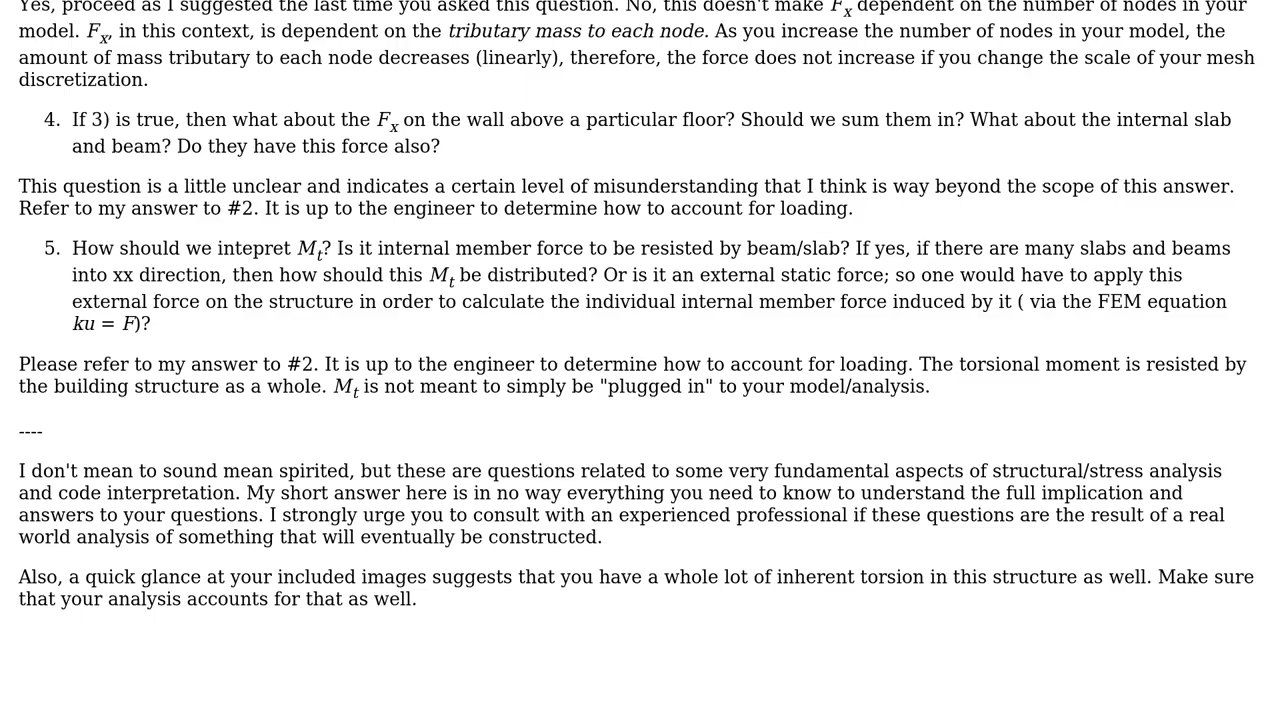 Yes, proceed as I suggested the last time you asked this question. No, this doesn't make Fx dependent on the number of nodes in your
model. Fx, in this context, is dependent on the tributary mass to each node. As you increase the number of nodes in your model, the
amount of mass tributary to each node decreases (linearly), therefore, the force does not increase if you change the scale of your mesh
discretization.
4. If 3) is true, then what about the Fx on the wall above a particular floor? Should we sum them in? What about the internal slab
and beam? Do they have this force also?
This question is a little unclear and indicates a certain level of misunderstanding that I think is way beyond the scope of this answer.
Refer to my answer to #2. It is up to the engineer to determine how to account for loading.
5. How should we intepret Mt? Is it internal member force to be resisted by beam/slab? If yes, if there are many slabs and beams
into xx direction, then how should this Mt be distributed? Or is it an external static force; so one would have to apply this
external force on the structure in order to calculate the individual internal member force induced by it ( via the FEM equation
ku = F)?
Please refer to my answer to #2. It is up to the engineer to determine how to account for loading. The torsional moment is resisted by
the building structure as a whole. Mt is not meant to simply be "plugged in" to your model/analysis.
----
I don't mean to sound mean spirited, but these are questions related to some very fundamental aspects of structural/stress analysis
and code interpretation. My short answer here is in no way everything you need to know to understand the full implication and
answers to your questions. I strongly urge you to consult with an experienced professional if these questions are the result of a real
world analysis of something that will eventually be constructed.
Also, a quick glance at your included images suggests that you have a whole lot of inherent torsion in this structure as well. Make sure
that your analysis accounts for that as well.